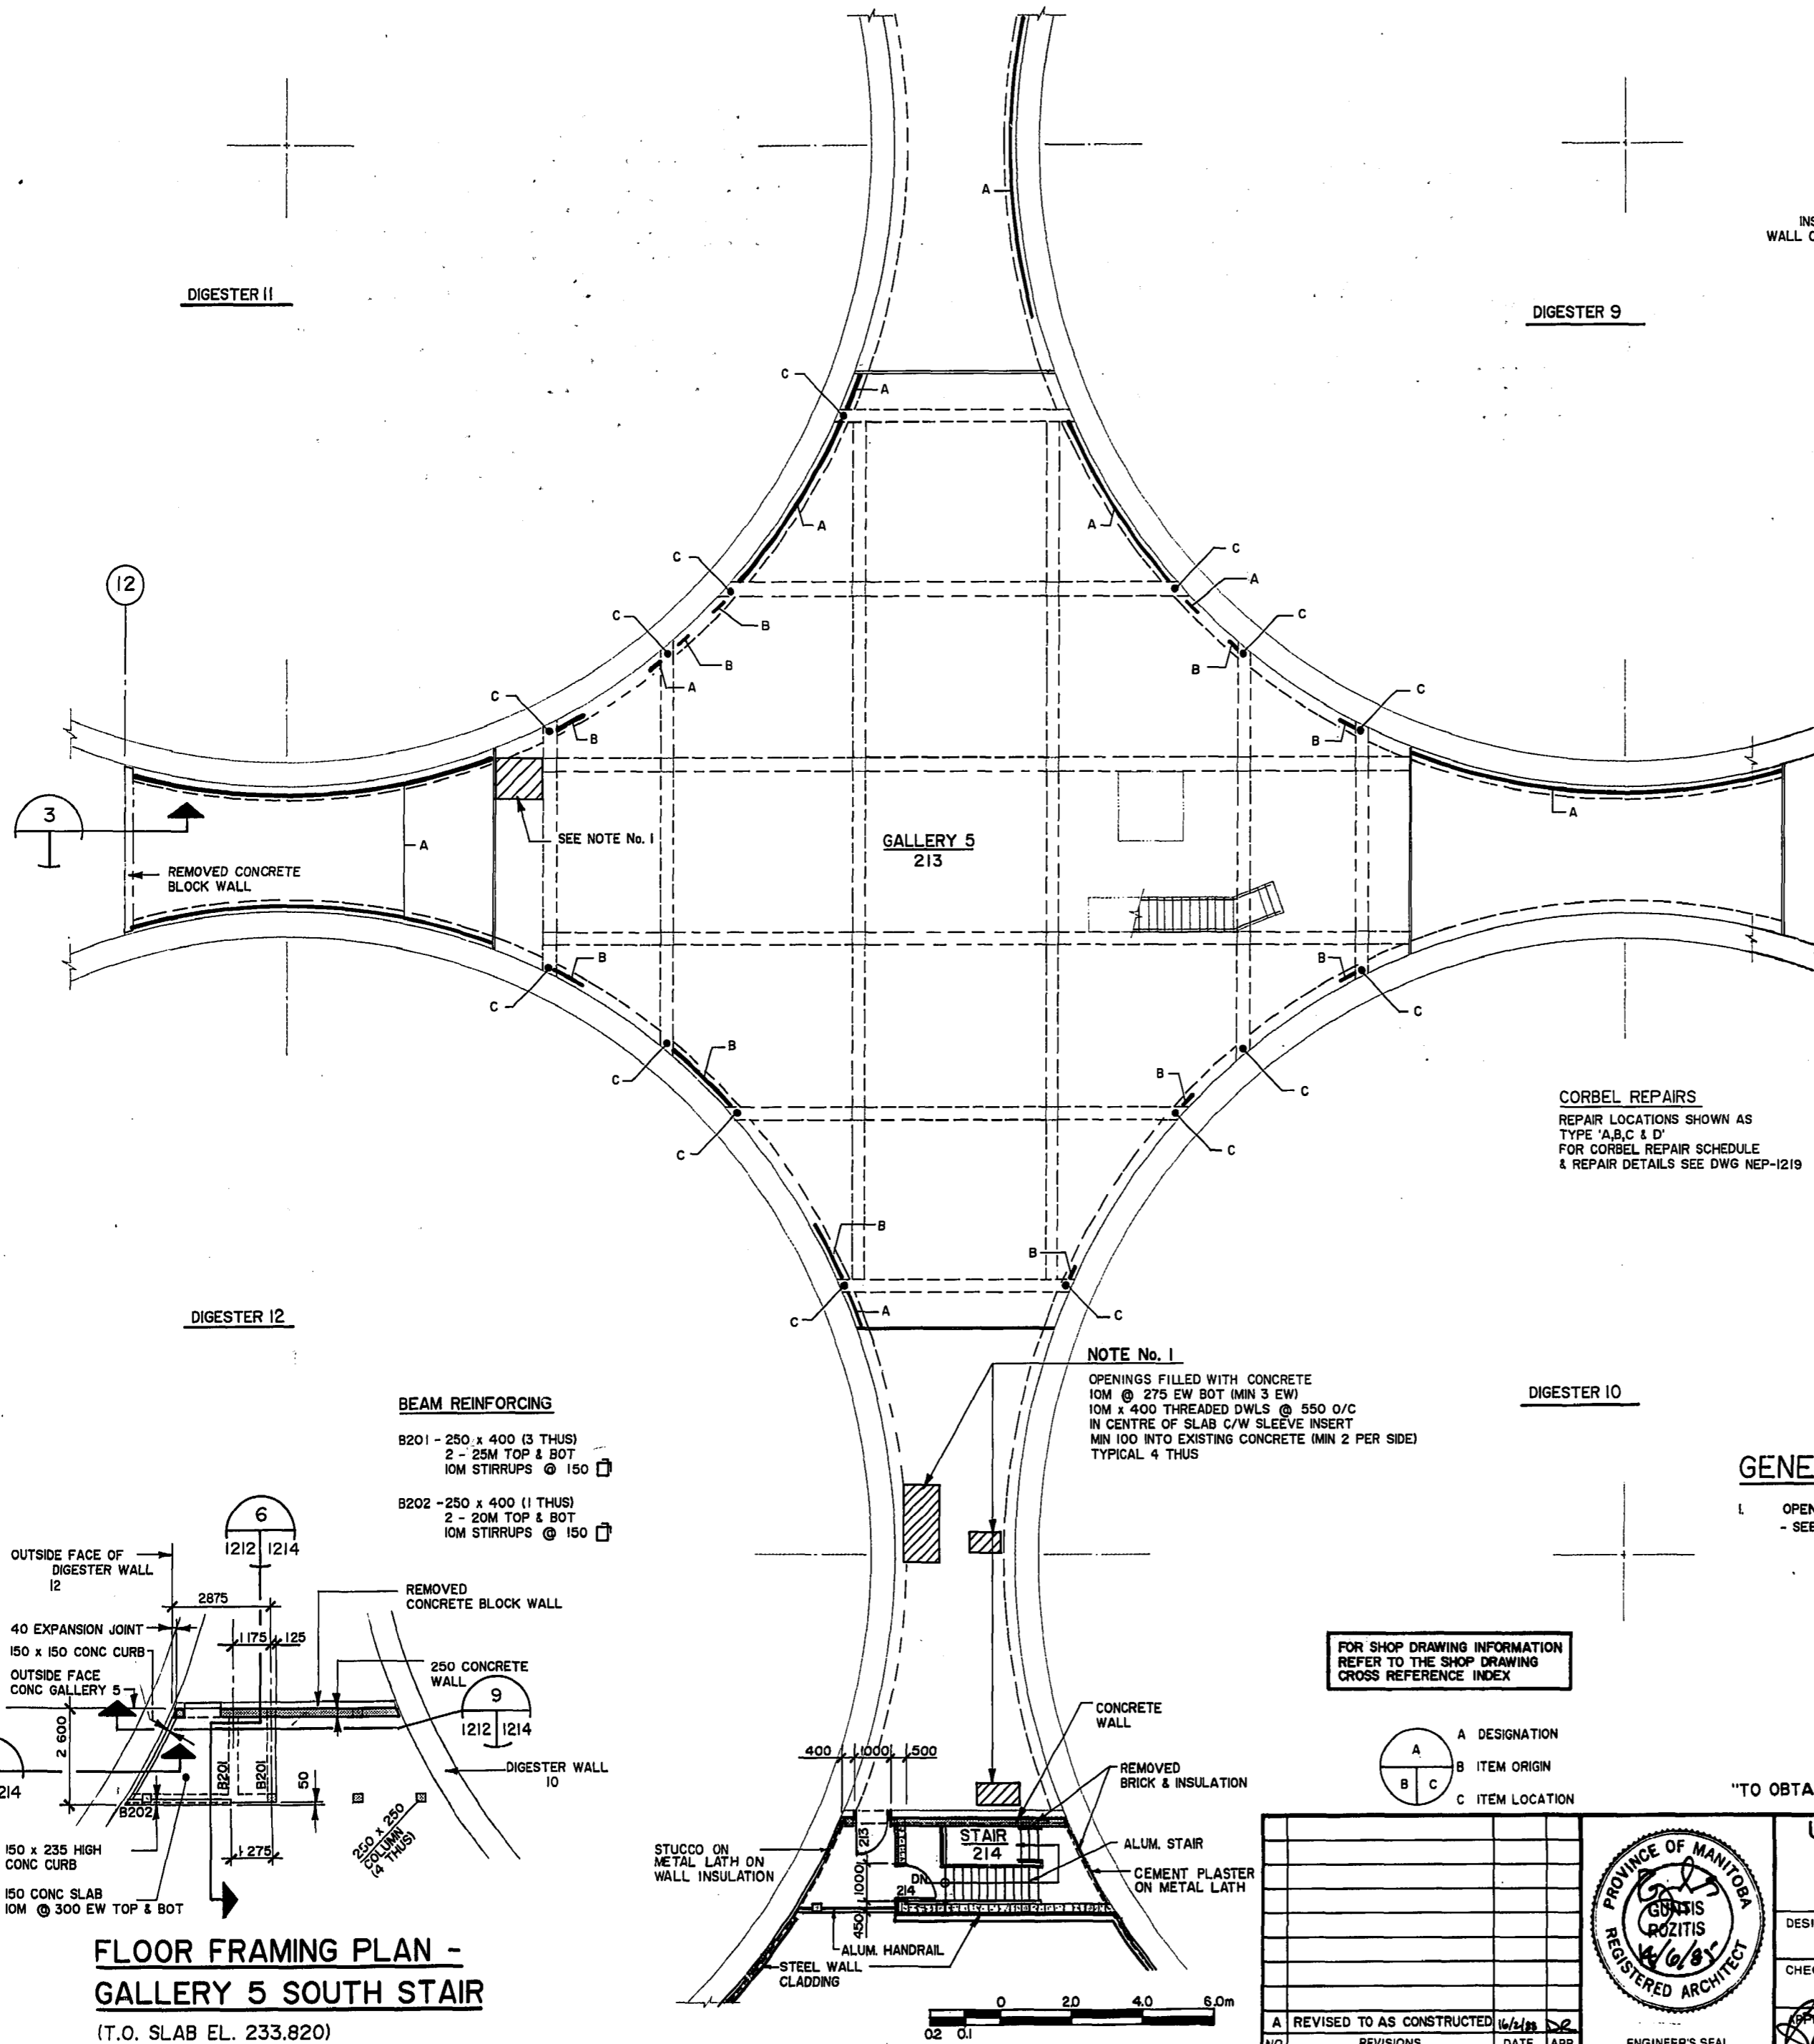 DIGESTER 11
DIGESTER 9
INS
WALL C
A
C
A
A
A
C
C
A
C
C
B
B
B
A
C
C
B
B
12
3
A
SEE NOTE No. 1
REMOVED CONCRETE
BLOCK WALL
GALLERY 5
213
A
B
C
B
C
B
C
B
C
C
C
CORBEL REPAIRS
REPAIR LOCATIONS SHOWN AS
TYPE 'A,B,C & D'
FOR CORBEL REPAIR SCHEDULE
& REPAIR DETAILS SEE DWG NEP-1219
B
B
C
A
C
DIGESTER 12
NOTE No. 1
OPENINGS FILLED WITH CONCRETE
10M @ 275 EW BOT (MIN 3 EW)
10M x 400 THREADED DWLS @ 550 O/C
IN CENTRE OF SLAB C/W SLEEVE INSERT
MIN 100 INTO EXISTING CONCRETE (MIN 2 PER SIDE)
TYPICAL 4 THUS
DIGESTER 10
BEAM REINFORCING
B201 - 250 x 400 (3 THUS)
2 - 25M TOP & BOT
10M STIRRUPS @ 150
B202 - 250 x 400 (1 THUS)
2 - 20M TOP & BOT
10M STIRRUPS @ 150
GENE
1. OPEN
- SEE
6
1212 1214
OUTSIDE FACE OF
DIGESTER WALL
12
2875
REMOVED
CONCRETE BLOCK WALL
40 EXPANSION JOINT
1175 125
150 x 150 CONC CURB
OUTSIDE FACE
CONC GALLERY 5
250 CONCRETE
WALL
9
1212 1214
2 600
B201
B201
50
DIGESTER WALL
10
214
B202
250 x 250
COLUMN
(4 THUS)
150 x 235 HIGH
CONC CURB
1 275
150 CONC SLAB
10M @ 300 EW TOP & BOT
FLOOR FRAMING PLAN -
GALLERY 5 SOUTH STAIR
(T.O. SLAB EL. 233.820)
FOR SHOP DRAWING INFORMATION
REFER TO THE SHOP DRAWING
CROSS REFERENCE INDEX
CONCRETE
WALL
400 1000 500
REMOVED
BRICK & INSULATION
213
STAIR
214
ALUM. STAIR
STUCCO ON
METAL LATH ON
WALL INSULATION
1000
DN
214
CEMENT PLASTER
ON METAL LATH
450
ALUM. HANDRAIL
STEEL WALL
CLADDING
0 2.0 4.0 6.0m
0.2 0.1
A
B C
A DESIGNATION
B ITEM ORIGIN
C ITEM LOCATION
"TO OBTA
PROVINCE OF MANITOBA
GUNTIS
ROZITIS
REGISTERED ARCHITECT
DESI
CHEC
A REVISED TO AS CONSTRUCTED
NO. REVISIONS DATE APP.
ENGINEER'S SEAL